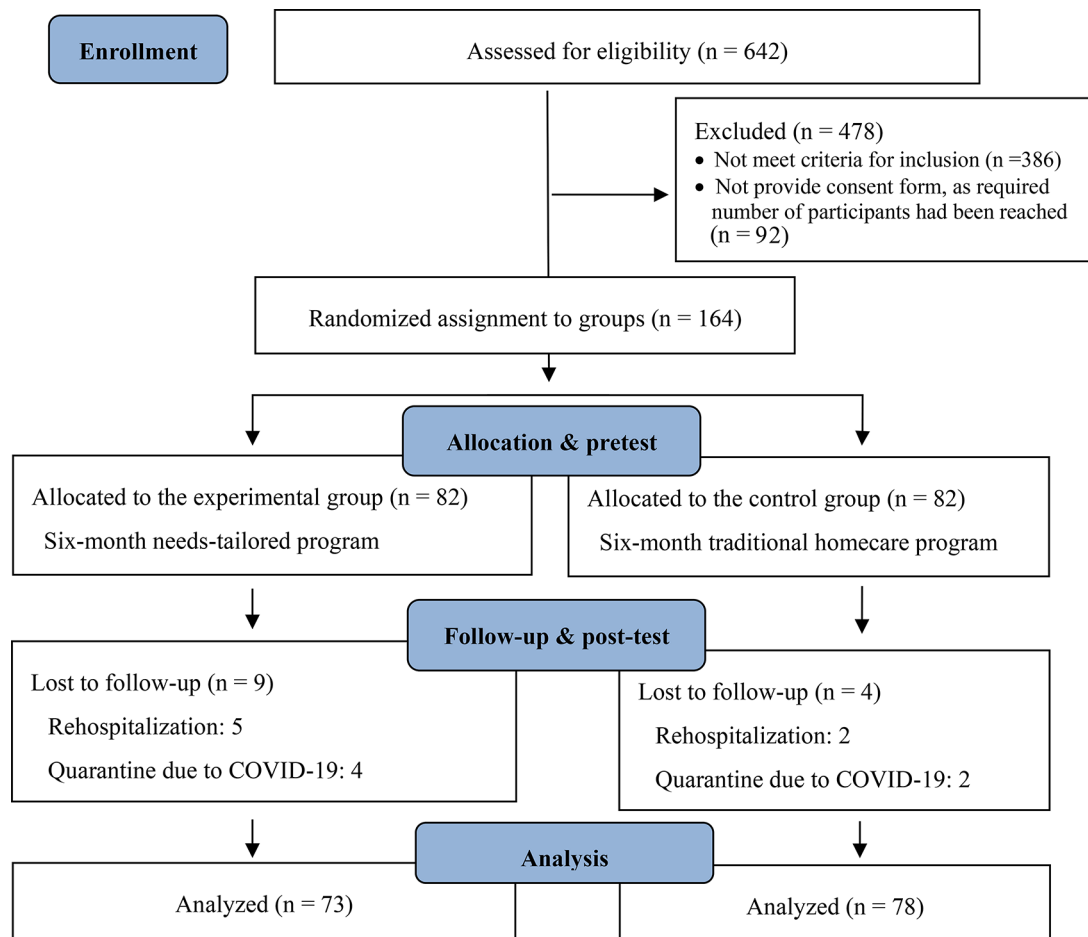 Enrollment
Assessed for eligibility (n = 642)
Excluded (n = 478)
• Not meet criteria for inclusion (n =386)
• Not provide consent form, as required
number of participants had been reached
(n = 92)
Randomized assignment to groups (n = 164)
Allocation & pretest
Allocated to the experimental group (n = 82)
Six-month needs-tailored program
Allocated to the control group (n = 82)
Six-month traditional homecare program
Follow-up & post-test
Lost to follow-up (n = 9)
Rehospitalization: 5
Quarantine due to COVID-19: 4
Lost to follow-up (n = 4)
Rehospitalization: 2
Quarantine due to COVID-19: 2
Analysis
Analyzed (n = 73)
Analyzed (n = 78)